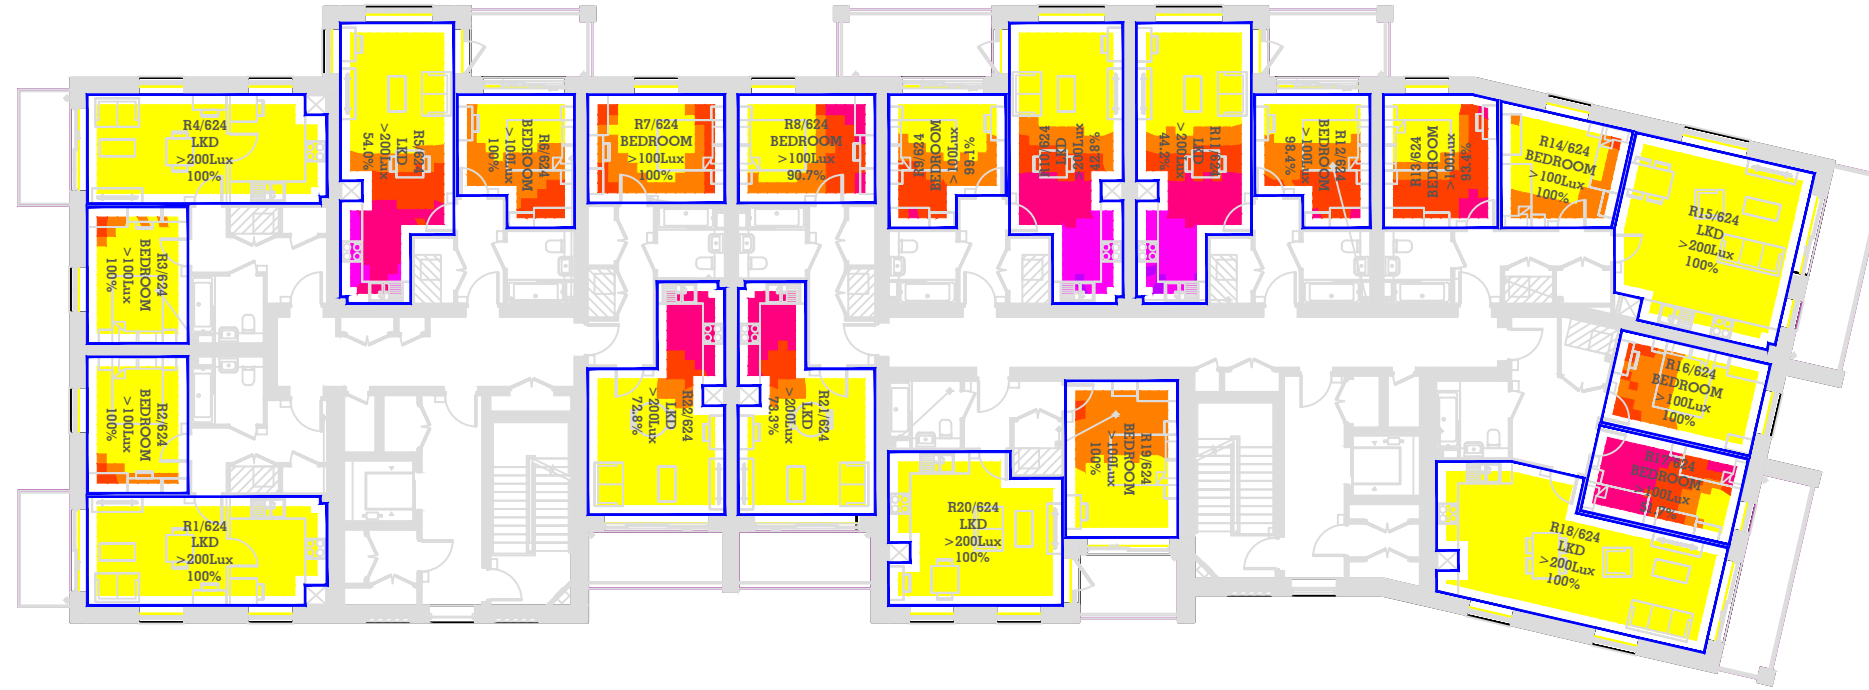 R4/624
LKD
>200Lux
100%
R5/624
LKD
>200Lux
54.0%
R6/624
BEDROOM
>100Lux
100%
R7/624
BEDROOM
>100Lux
100%
R8/624
BEDROOM
>100Lux
90.7%
R9/624
BEDROOM
>100Lux
96.1%
R10/624
LKD
>200Lux
42.8%
R11/624
LKD
>200Lux
44.2%
R12/624
BEDROOM
>100Lux
98.4%
R13/624
BEDROOM
>100Lux
93.4%
R14/624
BEDROOM
>100Lux
100%
R15/624
LKD
>200Lux
100%
R3/624
BEDROOM
>100Lux
100%
R2/624
BEDROOM
>100Lux
100%
R1/624
LKD
>200Lux
100%
R22/624
LKD
>200Lux
72.8%
R21/624
LKD
>200Lux
73.3%
R20/624
LKD
>200Lux
100%
R19/624
BEDROOM
>100Lux
100%
R16/624
BEDROOM
>100Lux
100%
R17/624
BEDROOM
>100Lux
R18/624
LKD
>200Lux
100%